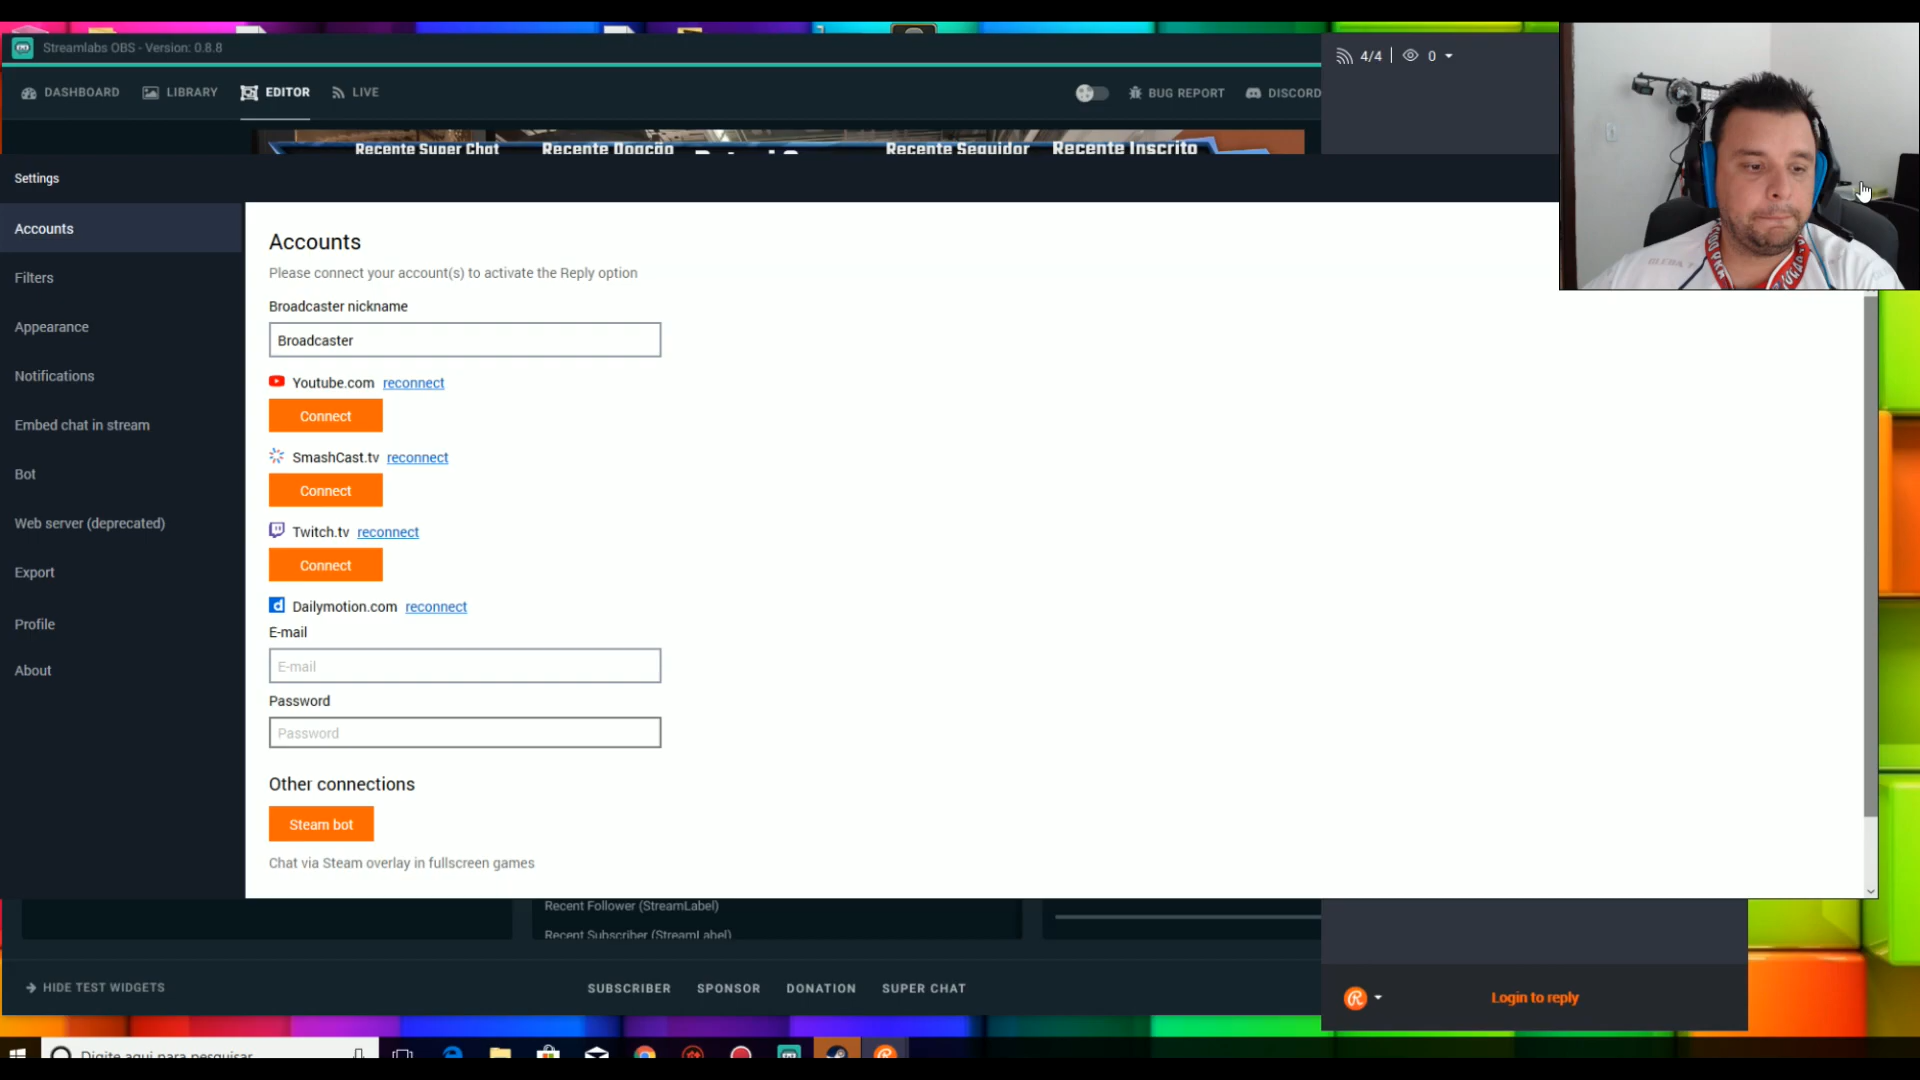 Streamlabs OBS - Version: 0.8.8
4/4 | 0
DASHBOARD LIBRARY EDITOR LIVE BUG REPORT DISCORD
Recente Super Chat Recente Doação Recente Seguidor Recente Inscrito
Settings
Accounts
Filters
Appearance
Notifications
Embed chat in stream
Bot
Web server (deprecated)
Export
Profile
About
Accounts
Please connect your account(s) to activate the Reply option
Broadcaster nickname
Broadcaster
Youtube.com reconnect
Connect
SmashCast.tv reconnect
Connect
Twitch.tv reconnect
Connect
Dailymotion.com reconnect
E-mail
E-mail
Password
Password
Other connections
Steam bot
Chat via Steam overlay in fullscreen games
Recent Follower (StreamLabel)
Recent Subscriber (StreamLabel)
HIDE TEST WIDGETS SUBSCRIBER SPONSOR DONATION SUPER CHAT
Login to reply
Digite aqui para pesquisar